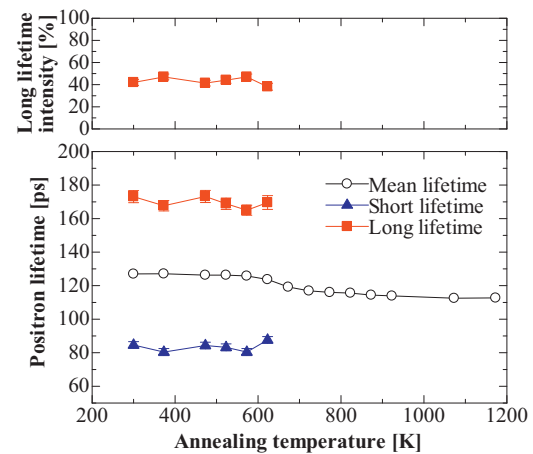 Long lifetime
intensity [%]
100
80
60
40
20
0
Positron lifetime [ps]
200
180
160
140
120
100
80
60
Mean lifetime
Short lifetime
Long lifetime
200 400 600 800 1000 1200
Annealing temperature [K]